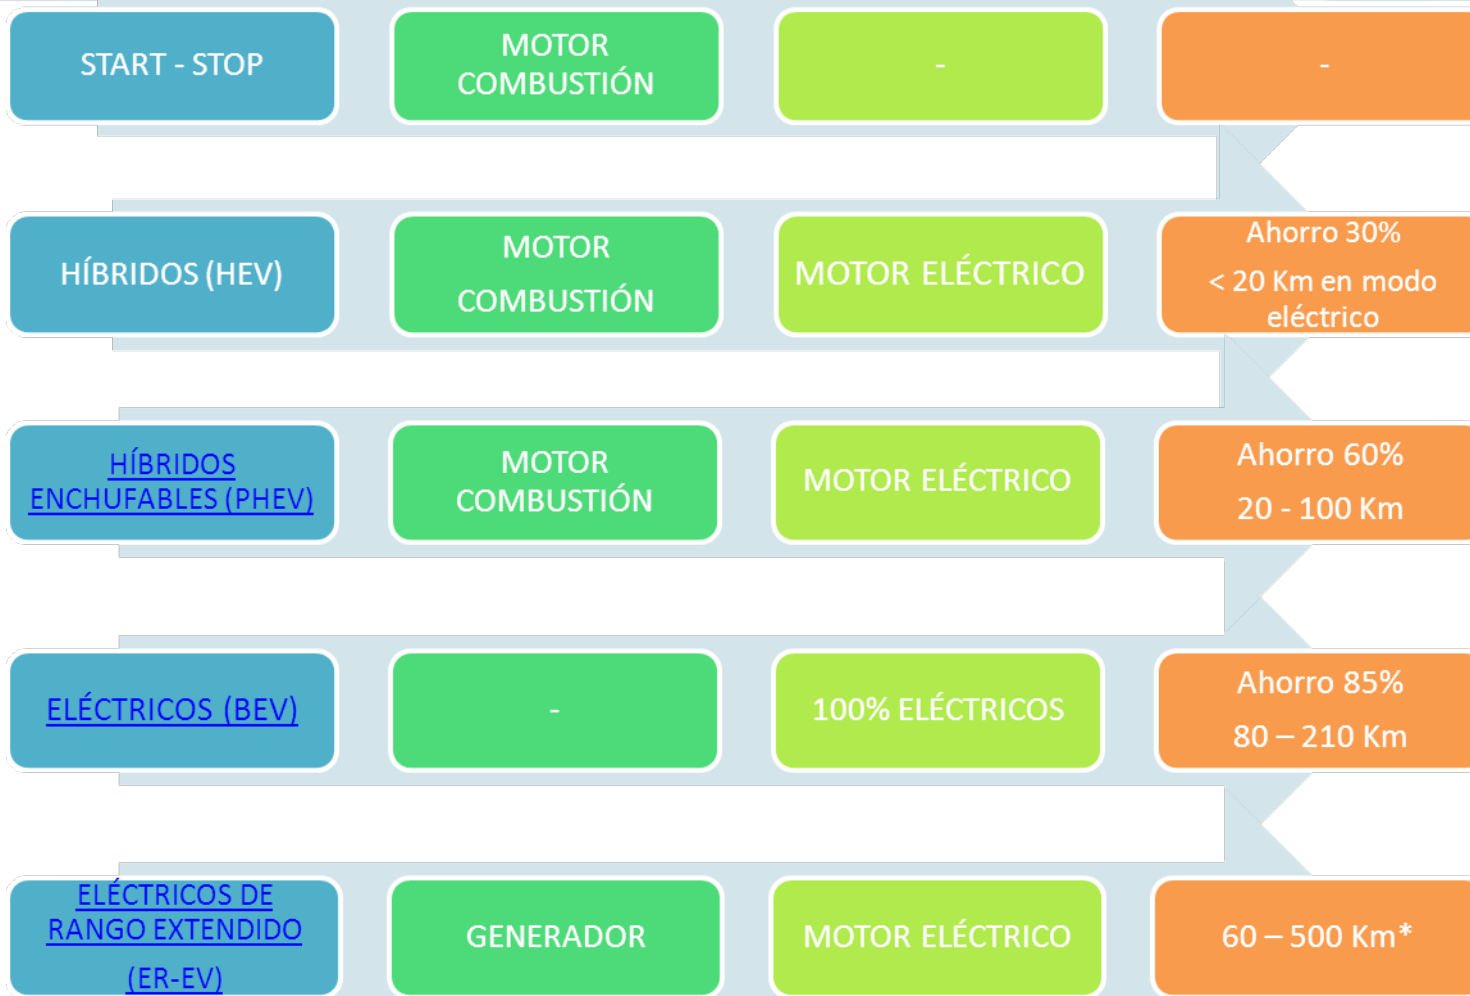 START - STOP
MOTOR
COMBUSTIÓN
-
-
HÍBRIDOS (HEV)
MOTOR
COMBUSTIÓN
MOTOR ELÉCTRICO
Ahorro 30%
< 20 Km en modo
eléctrico
HÍBRIDOS
ENCHUFABLES (PHEV)
MOTOR
COMBUSTIÓN
MOTOR ELÉCTRICO
Ahorro 60%
20 - 100 Km
ELÉCTRICOS (BEV)
-
100% ELÉCTRICOS
Ahorro 85%
80 – 210 Km
ELÉCTRICOS DE
RANGO EXTENDIDO
(ER-EV)
GENERADOR
MOTOR ELÉCTRICO
60 – 500 Km*